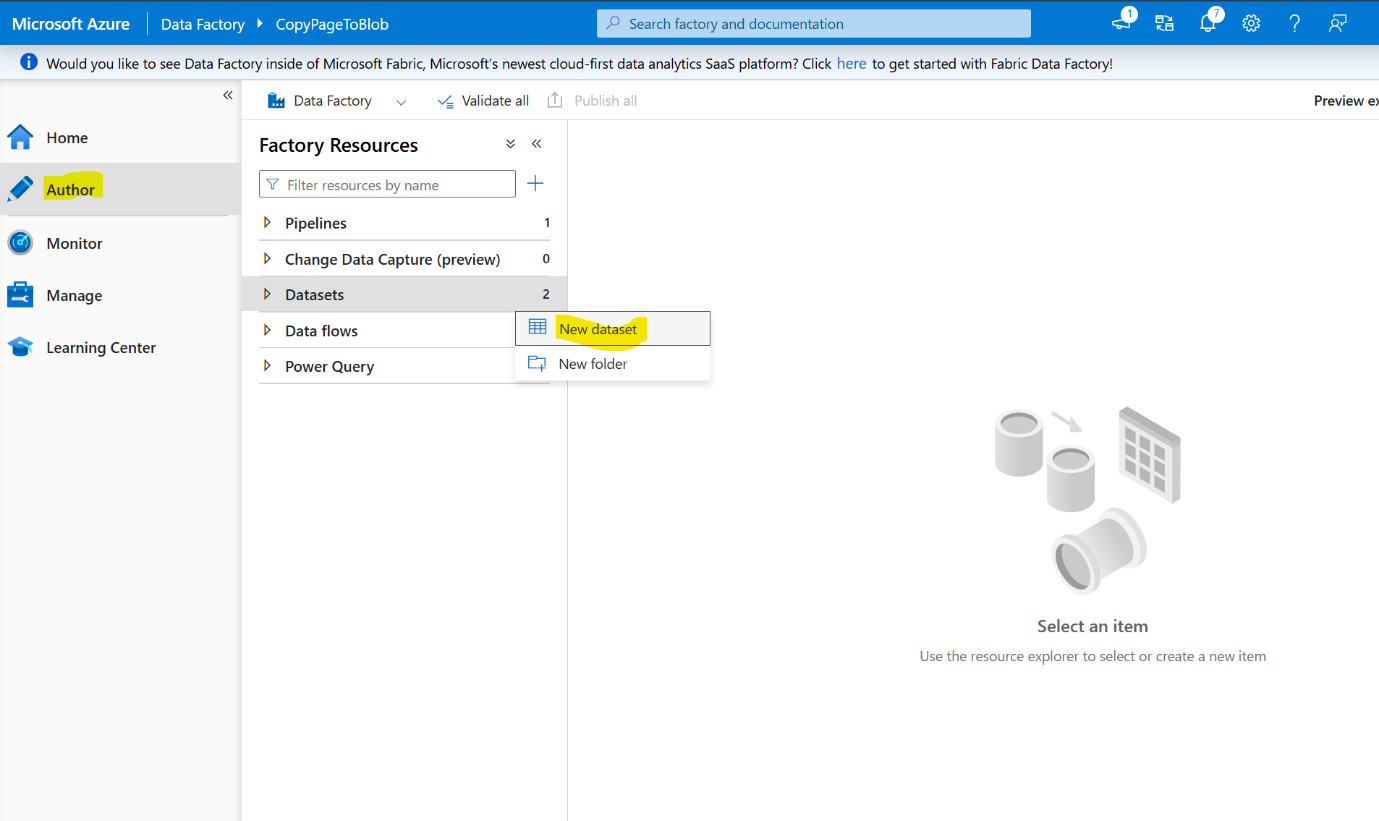 Microsoft Azure Data Factory CopyPageToBlob Search factory and documentation 1 7
Would you like to see Data Factory inside of Microsoft Fabric, Microsoft's newest cloud-first data analytics SaaS platform? Click here to get started with Fabric Data Factory!
Data Factory Validate all Publish all Preview ex
Home
Author
Monitor
Manage
Learning Center
Factory Resources
Filter resources by name
Pipelines 1
Change Data Capture (preview) 0
Datasets 2
Data flows
Power Query
New dataset
New folder
Select an item
Use the resource explorer to select or create a new item